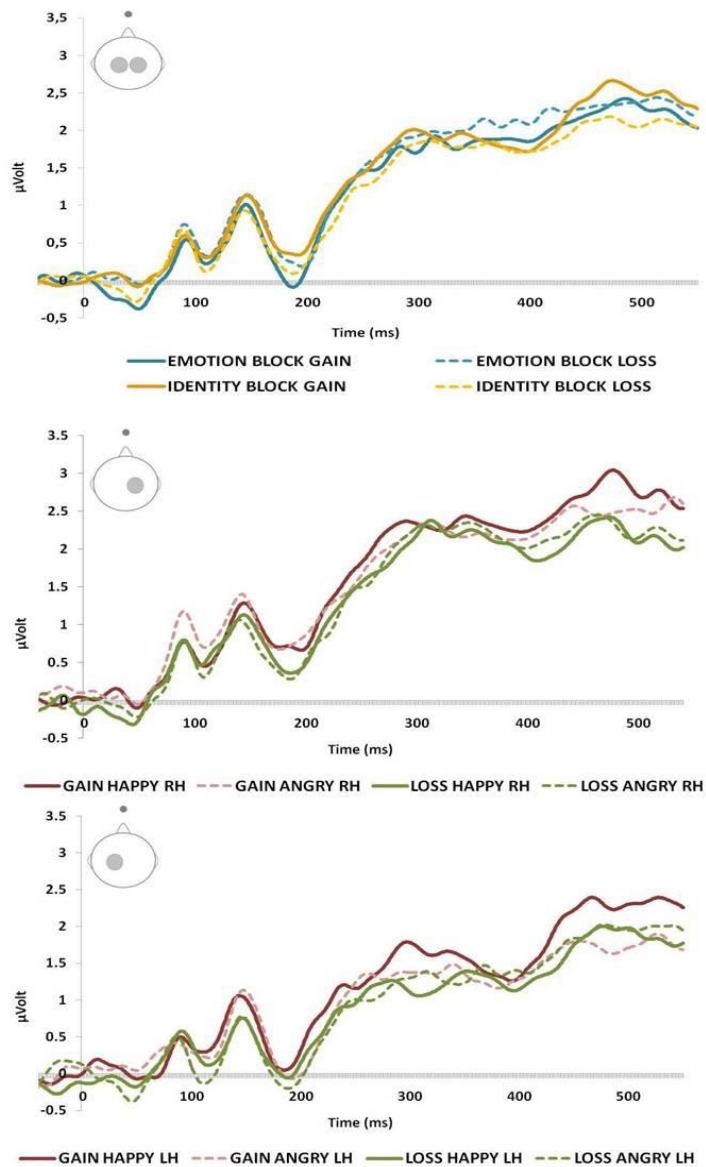 3,5
3
2,5
2
1,5
1
0,5
0
-0,5
µVolt
0 100 200 300 400 500
Time (ms)
EMOTION BLOCK GAIN EMOTION BLOCK LOSS
IDENTITY BLOCK GAIN IDENTITY BLOCK LOSS
3.5
3
2.5
2
1.5
1
0.5
0
-0.5
µVolt
0 100 200 300 400 500
Time (ms)
GAIN HAPPY RH GAIN ANGRY RH LOSS HAPPY RH LOSS ANGRY RH
3.5
3
2.5
2
1.5
1
0.5
0
-0.5
µVolt
0 100 200 300 400 500
Time (ms)
GAIN HAPPY LH GAIN ANGRY LH LOSS HAPPY LH LOSS ANGRY LH